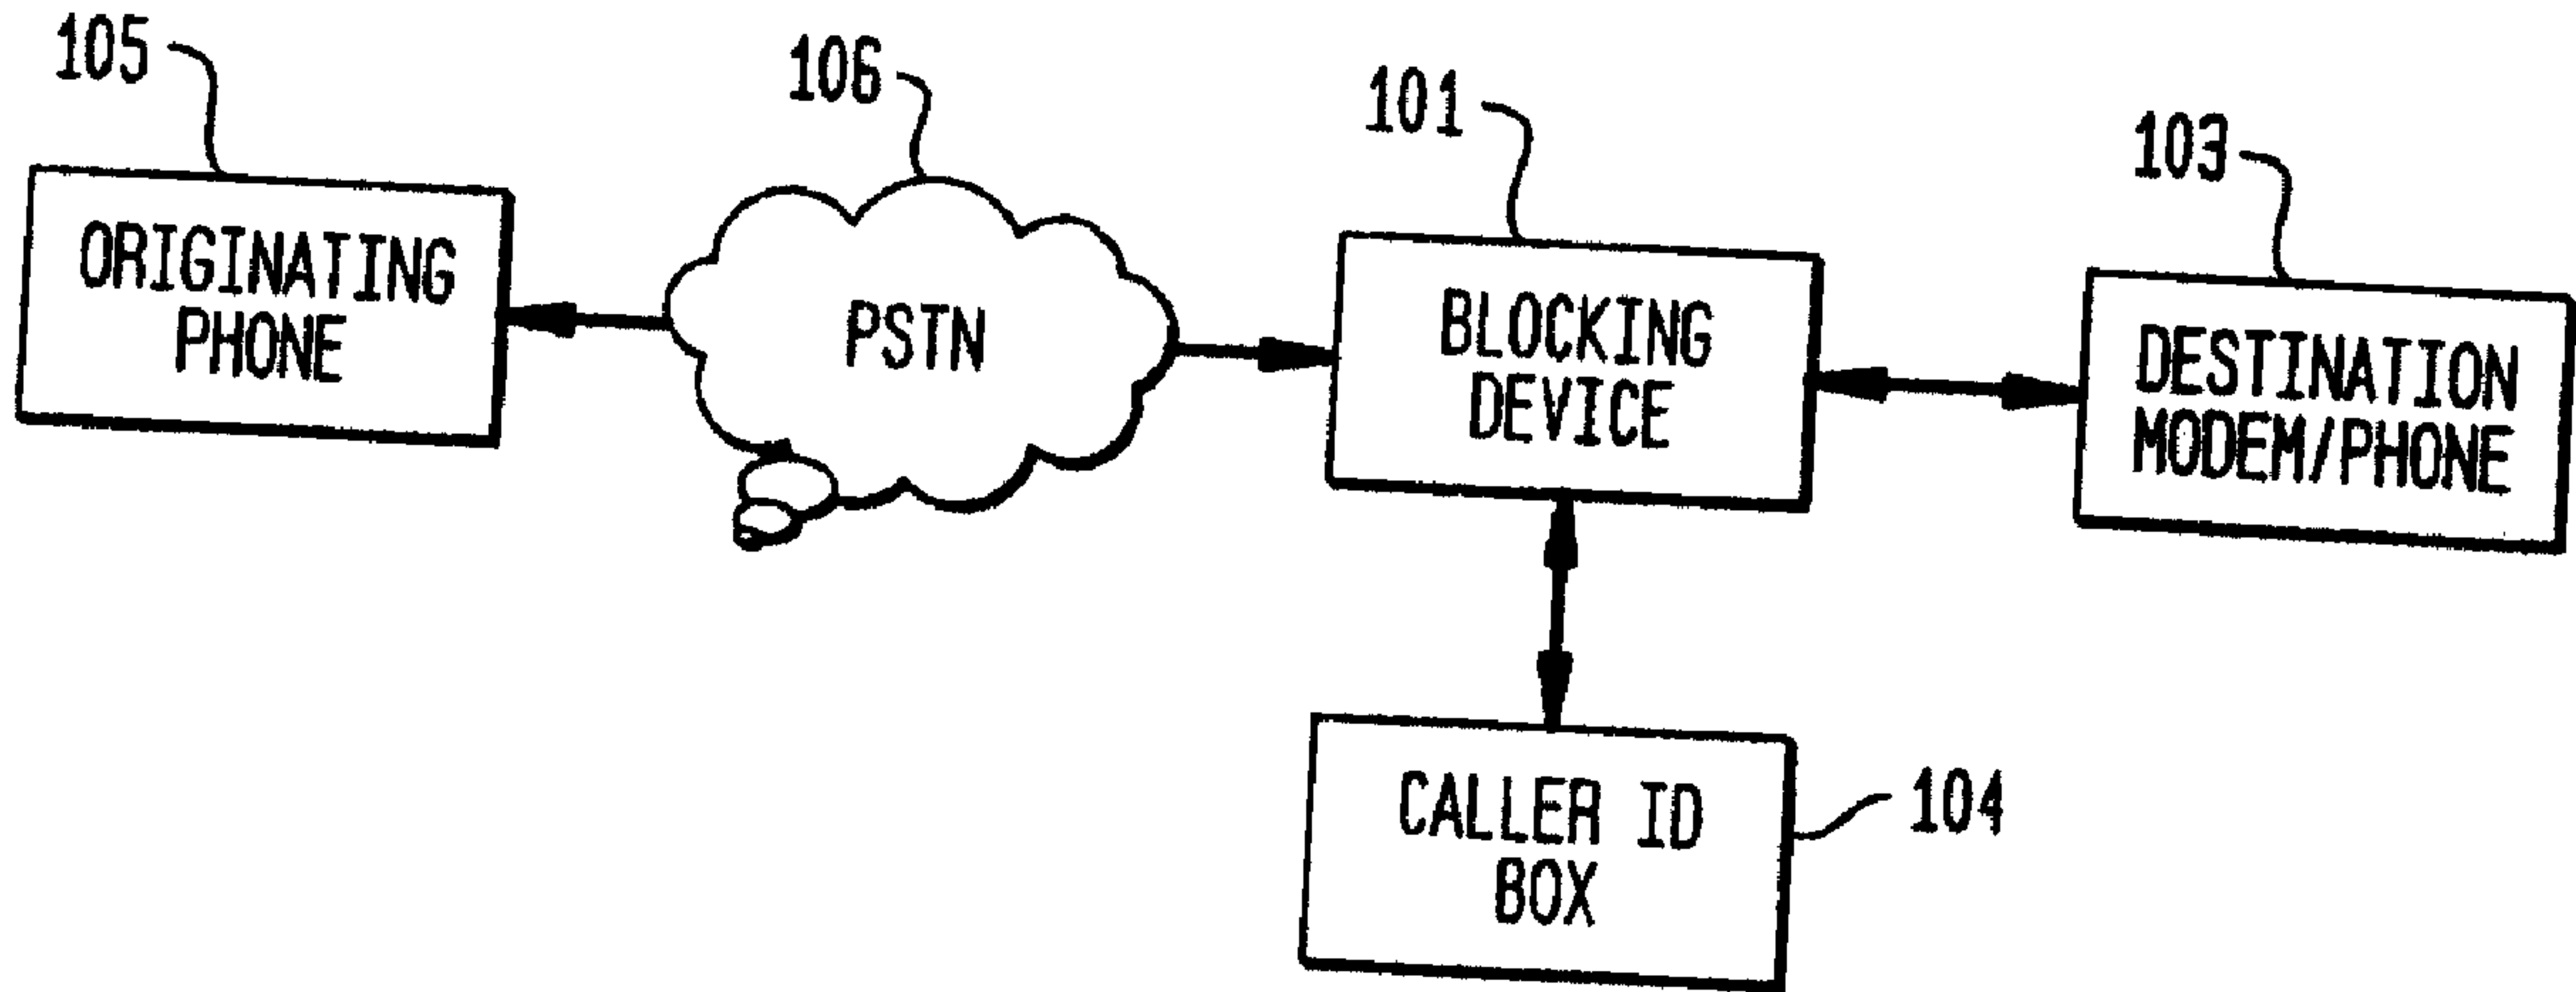 105
106
101
103
ORIGINATING
PHONE
PSTN
BLOCKING
DEVICE
DESTINATION
MODEM/PHONE
CALLER ID
BOX
104